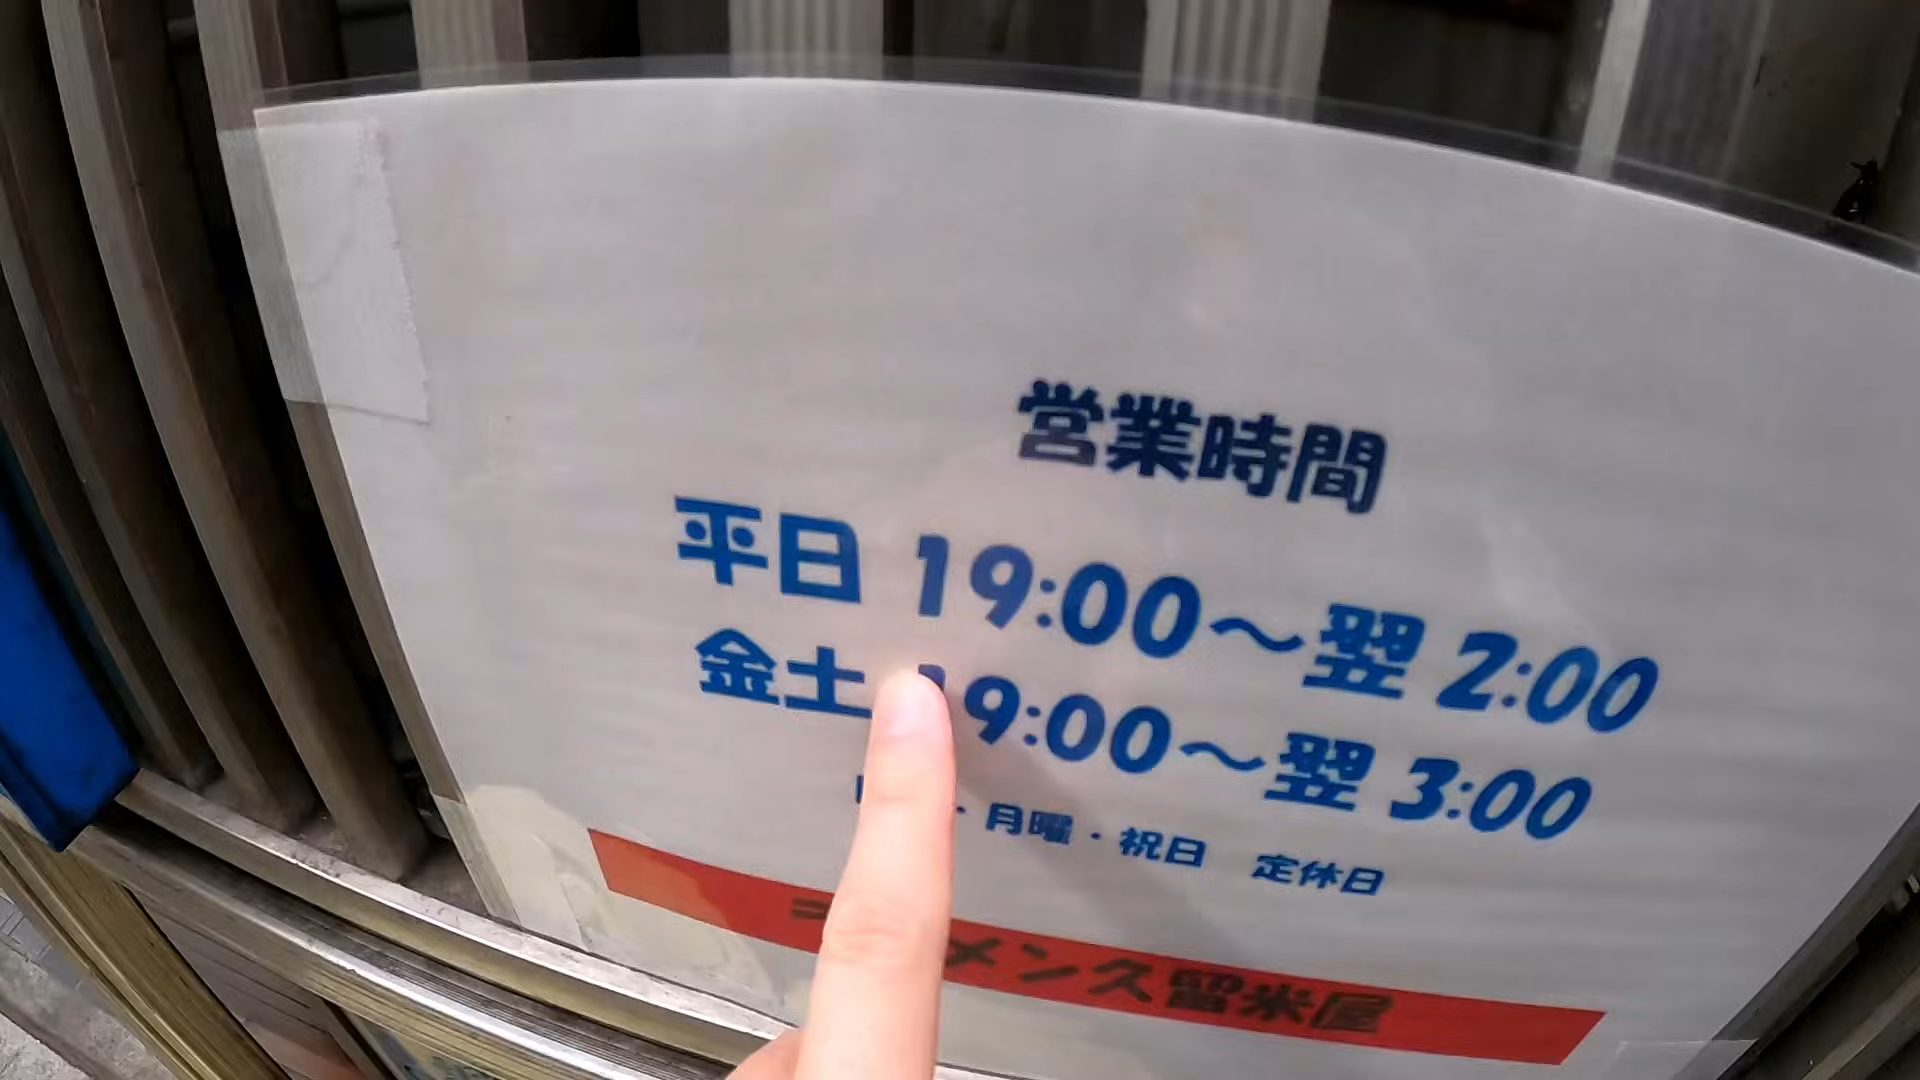 営業時間
平日 19:00〜翌 2:00
金土 19:00〜翌 3:00
・月曜・祝日 定休日
メン久留米屋